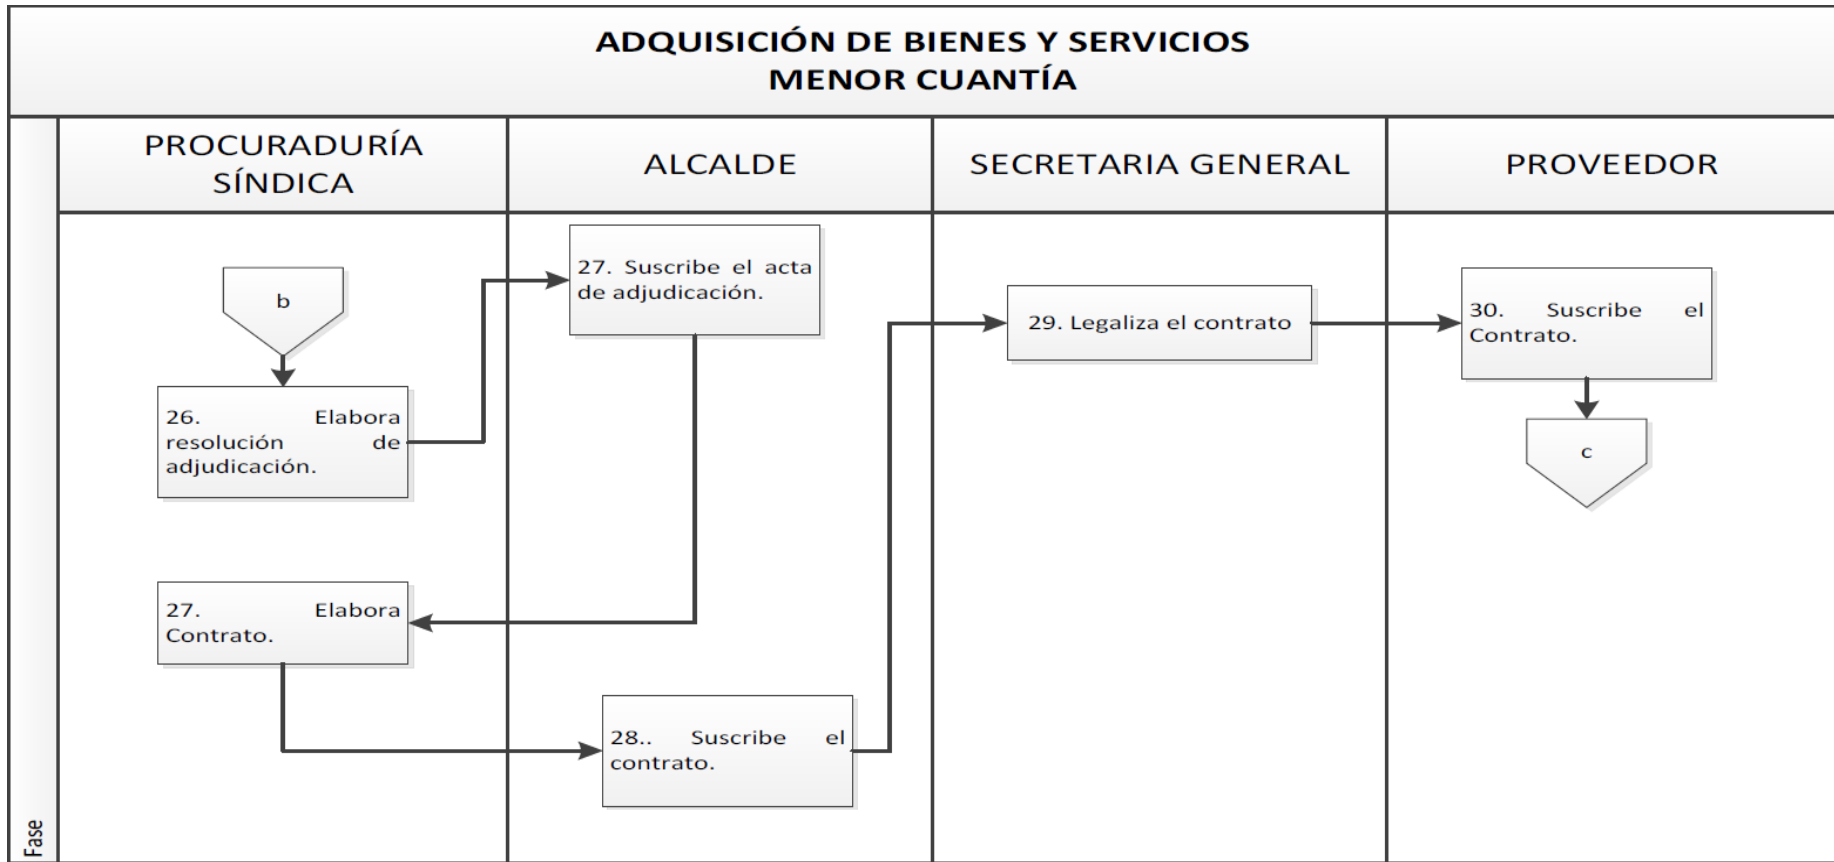 ADQUISICIÓN DE BIENES Y SERVICIOS
MENOR CUANTÍA
PROCURADURÍA
SÍNDICA
ALCALDE
SECRETARIA GENERAL
PROVEEDOR
b
26. Elabora
resolución de
adjudicación.
27. Suscribe el acta
de adjudicación.
27. Elabora
Contrato.
28.. Suscribe el
contrato.
29. Legaliza el contrato
30. Suscribe el
Contrato.
c
Fase